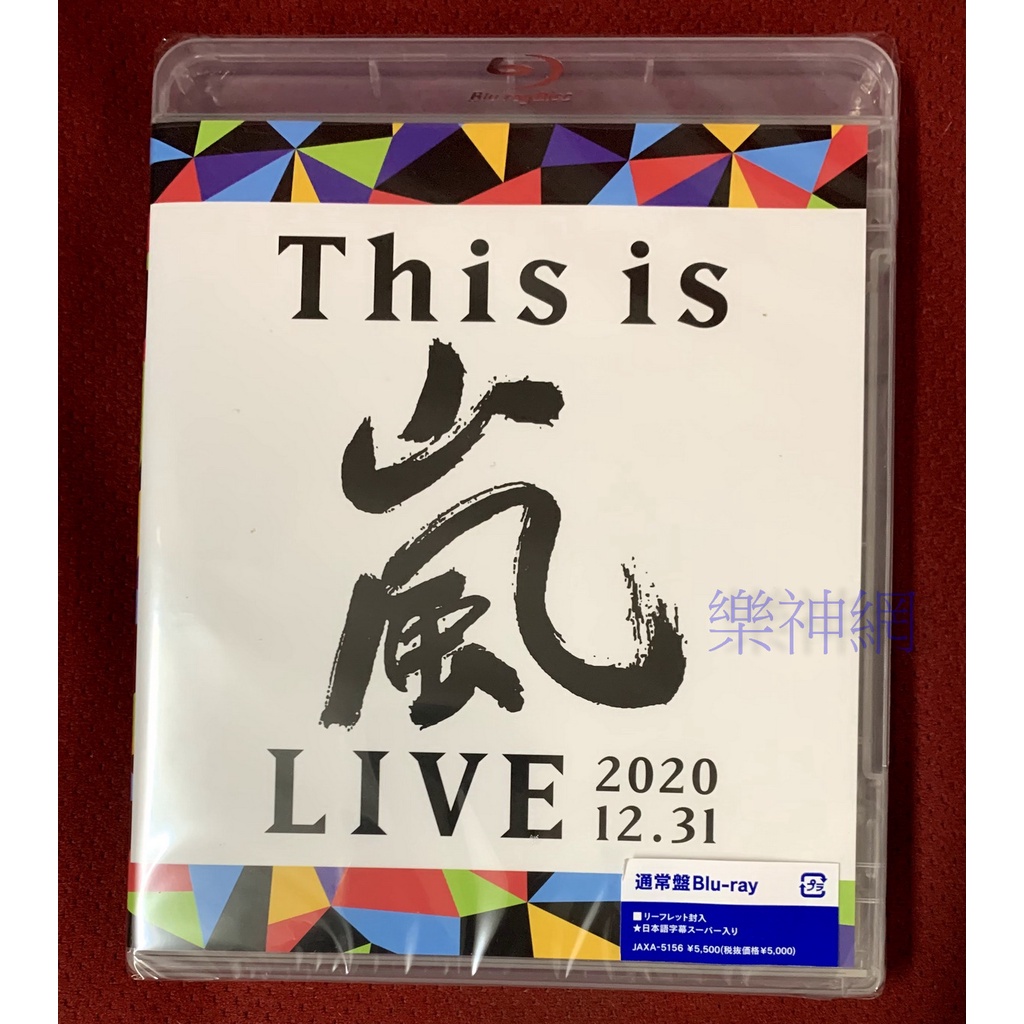 Blu-ray Disc
This is
嵐
樂神網
LIVE
2020
12.31
通常盤Blu-ray
プラ
■リーフレット封入
★日本語字幕スーパー入り
JAXA-5156 ¥5,500(税抜価格¥5,000)